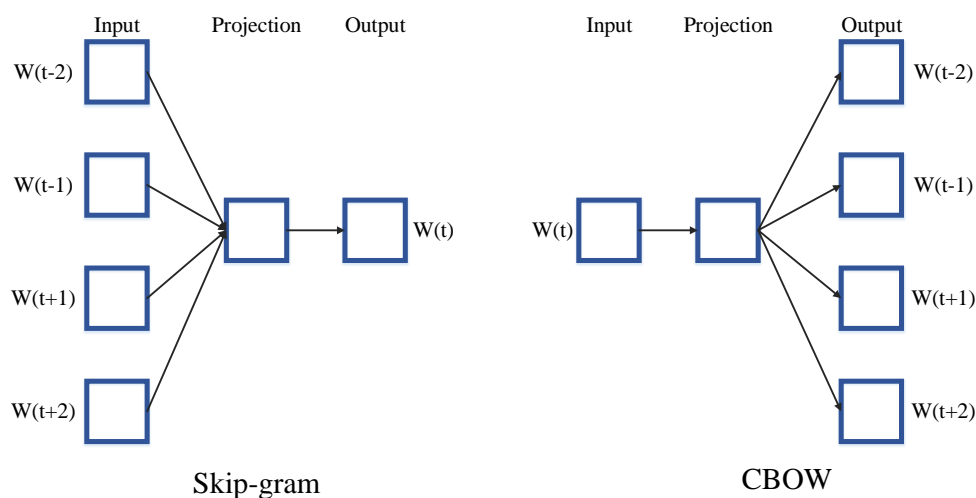 Input Projection Output
W(t-2)
W(t-1)
W(t)
W(t+1)
W(t+2)
Skip-gram
Input Projection Output
W(t-2)
W(t-1)
W(t)
W(t+1)
W(t+2)
CBOW